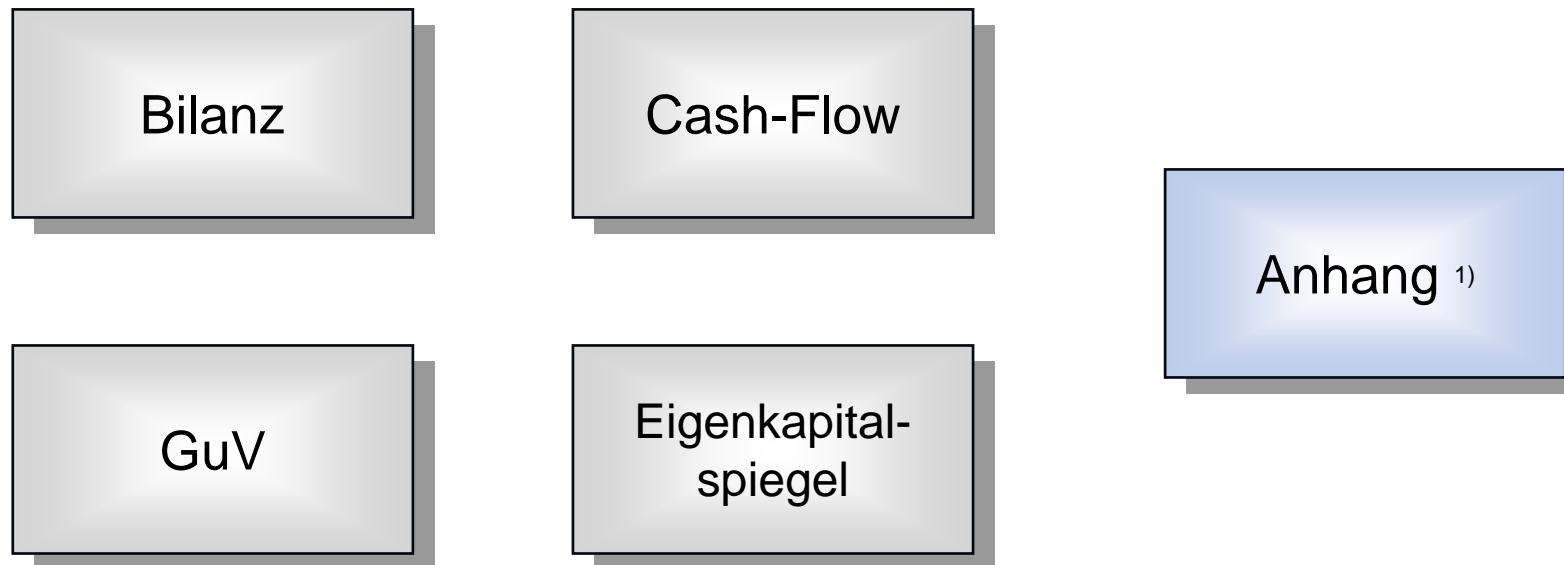 Bilanz
Cash-Flow
Anhang 1)
GuV
Eigenkapital-
spiegel